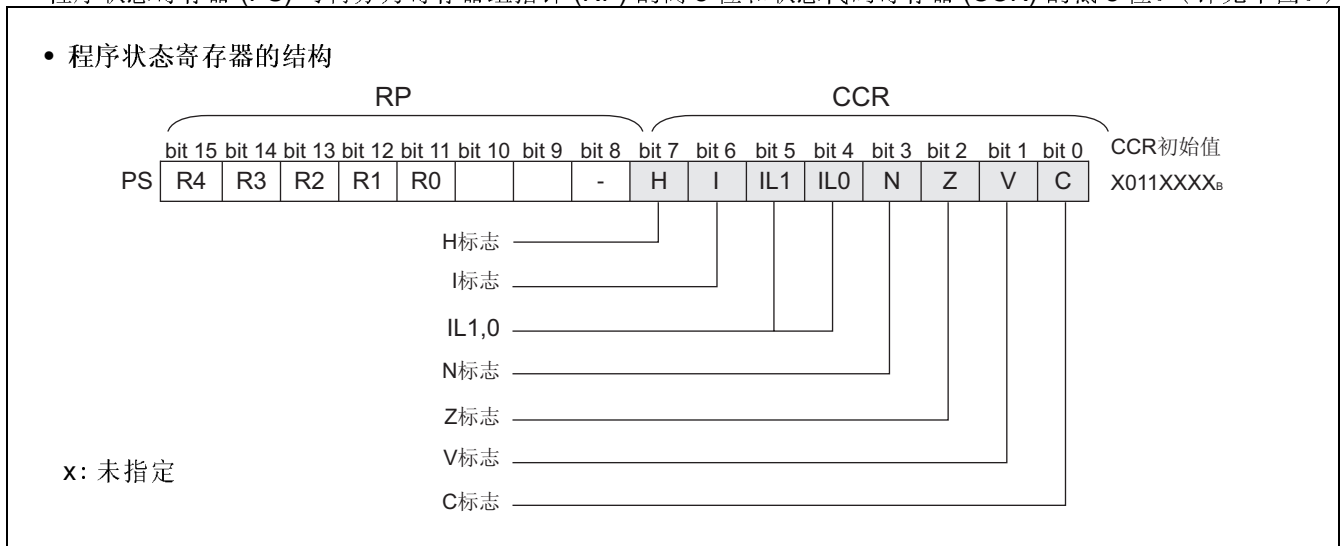 • 程序状态寄存器的结构
RP CCR
bit 15 bit 14 bit 13 bit 12 bit 11 bit 10 bit 9 bit 8 bit 7 bit 6 bit 5 bit 4 bit 3 bit 2 bit 1 bit 0 CCR初始值
PS R4 R3 R2 R1 R0 - H I IL1 IL0 N Z V C X011XXXXB
H标志
I标志
IL1,0
N标志
Z标志
V标志
x: 未指定
C标志